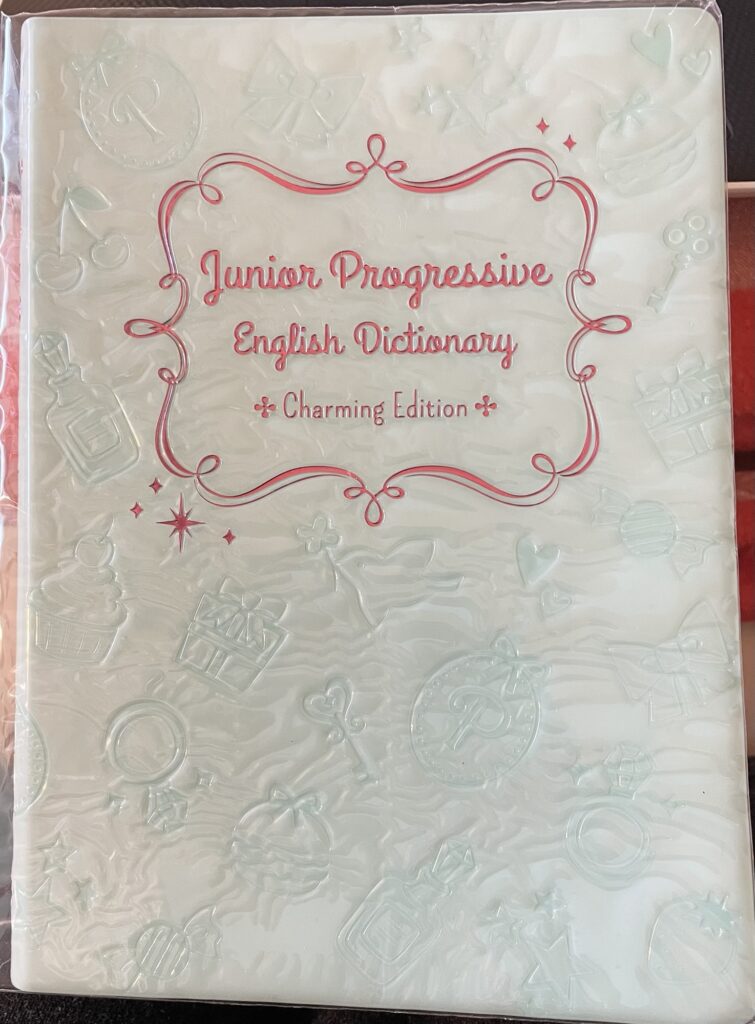 P
Junior Progressive
English Dictionary
Charming Edition
P